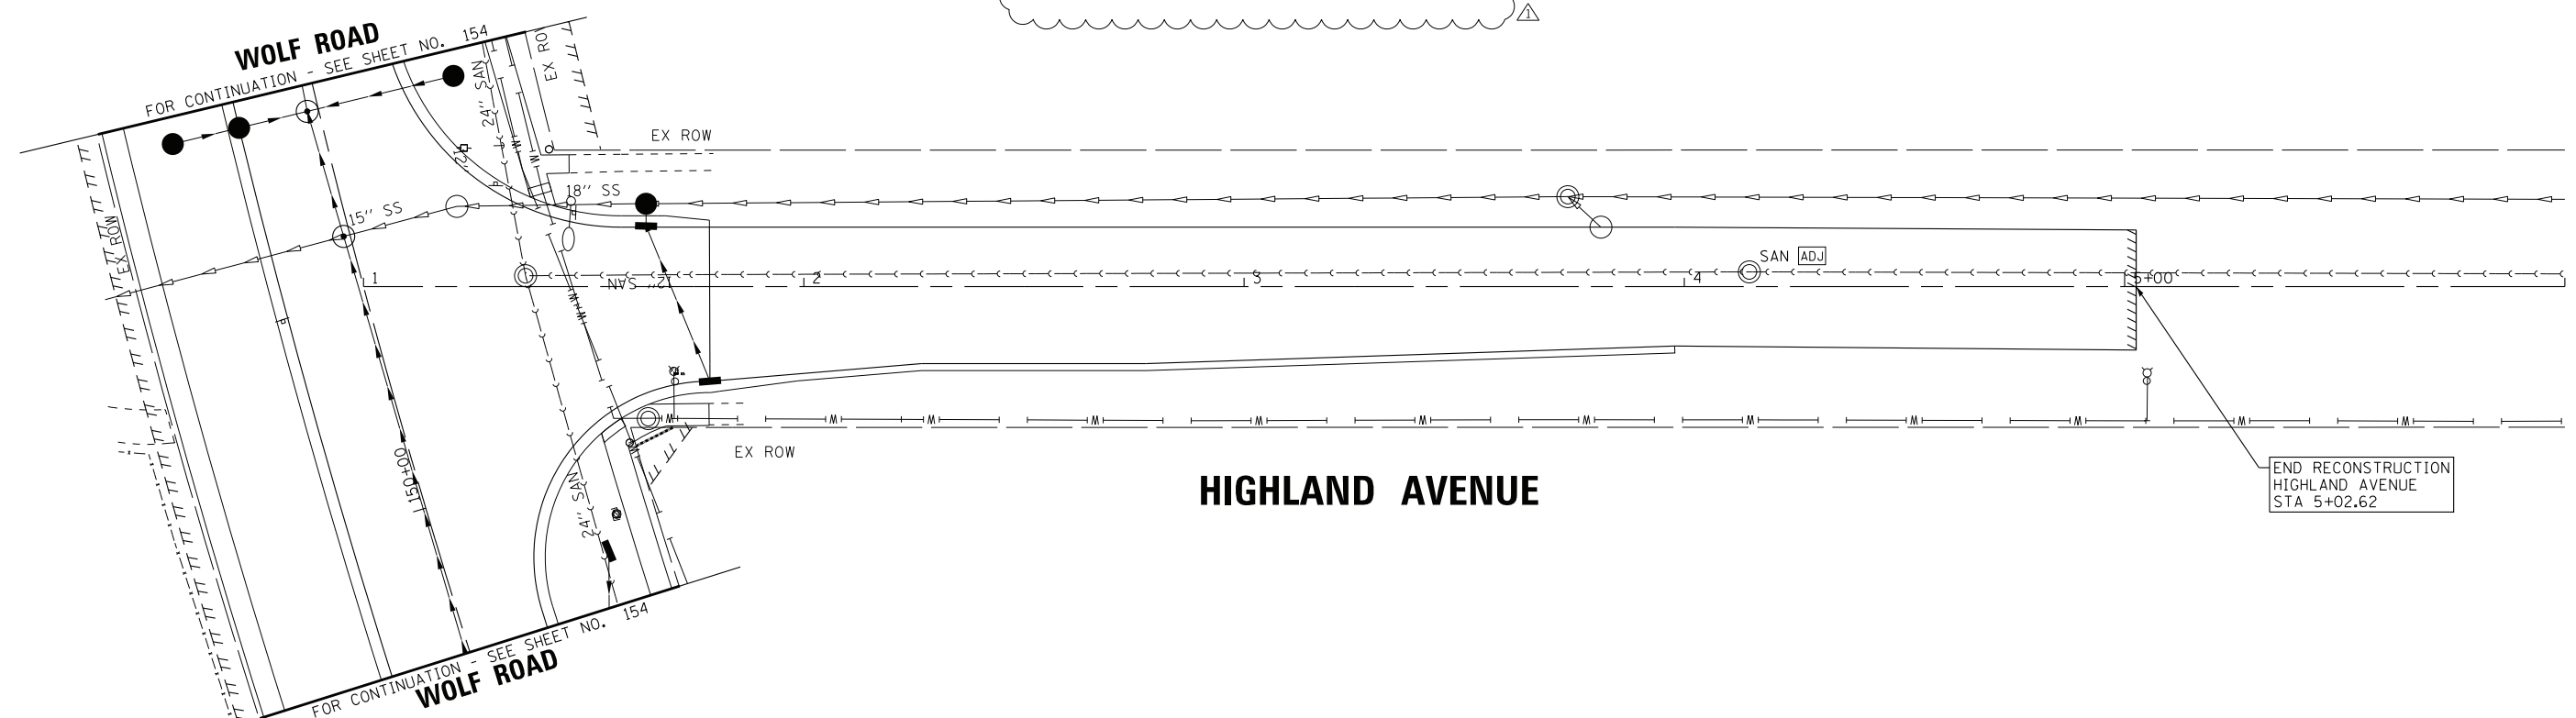 1
WOLF ROAD
FOR CONTINUATION - SEE SHEET NO. 154
EX ROW
24'' SAN
EX ROW
12''
18'' SS
15'' SS
EX ROW
SAN ADJ
1
2
3
4
5+00
12'' SAN
150+00
24'' SAN
EX ROW
HIGHLAND AVENUE
END RECONSTRUCTION
HIGHLAND AVENUE
STA 5+02.62
FOR CONTINUATION - SEE SHEET NO. 154
WOLF ROAD